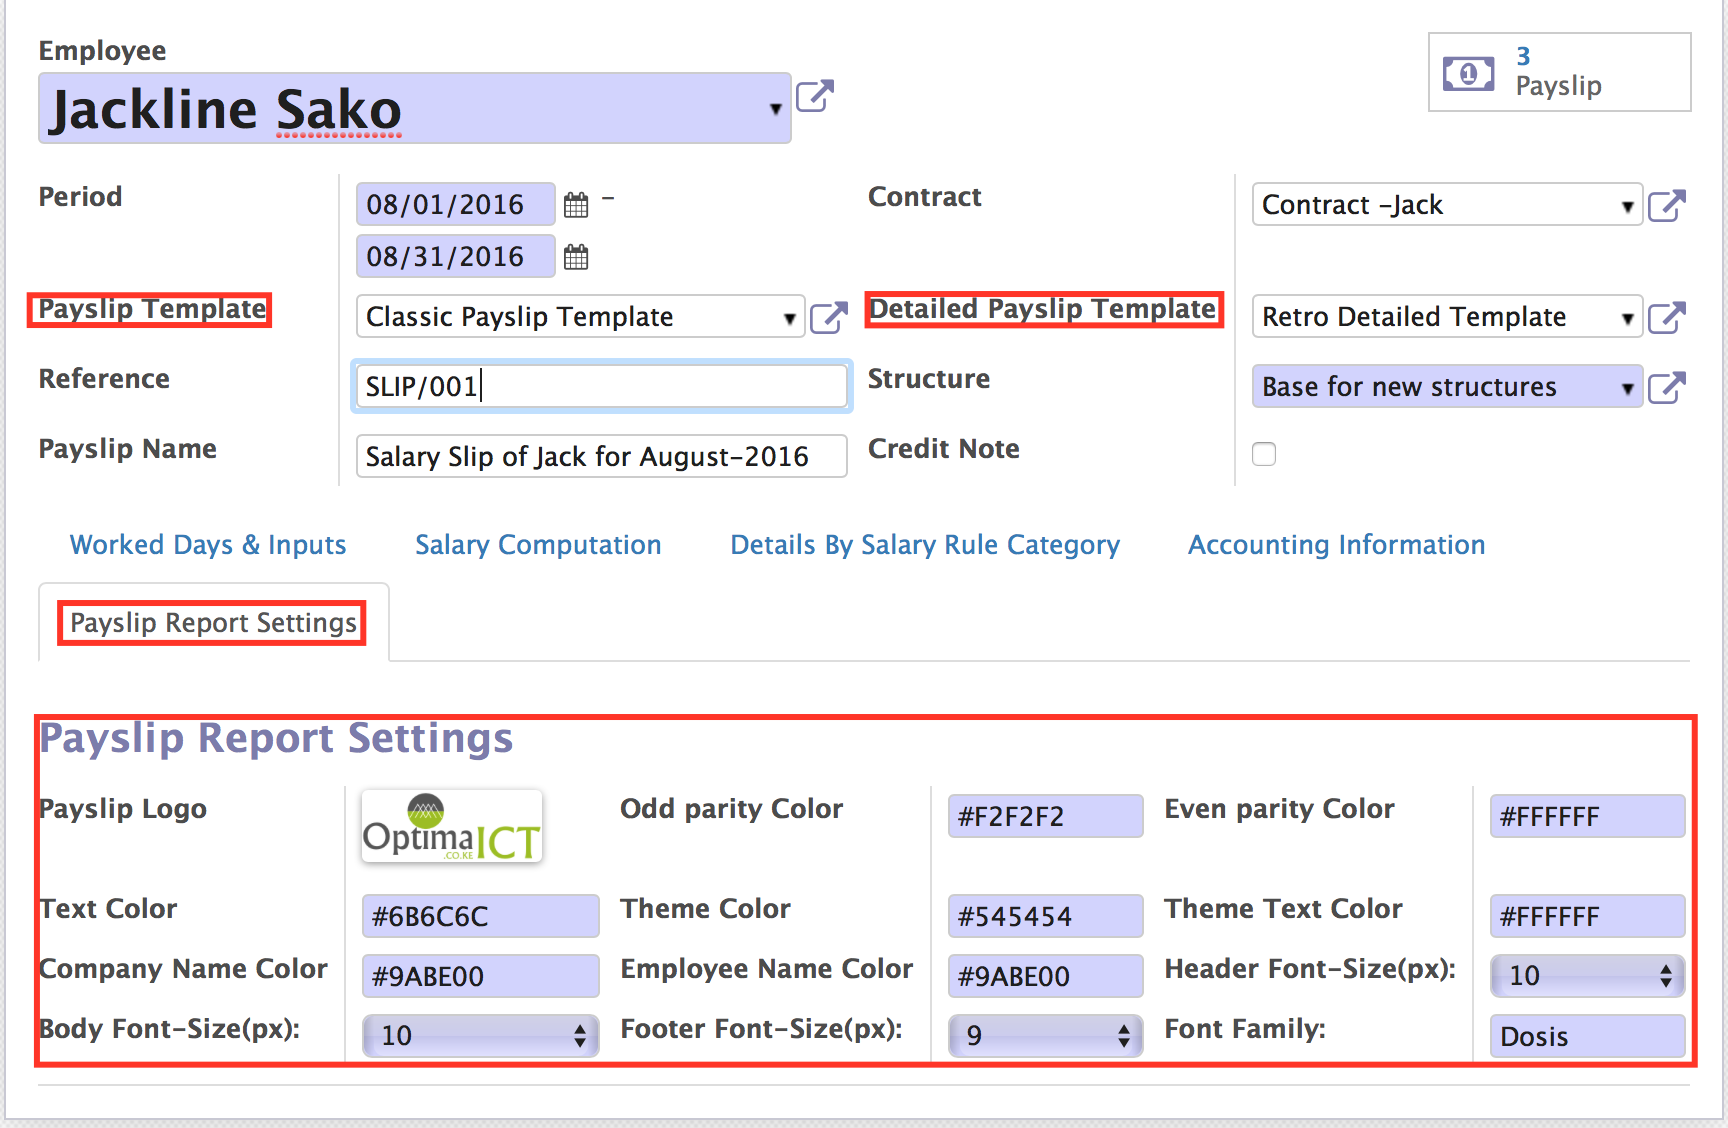 Employee
Jackline Sako
3
Payslip
Period
08/01/2016 –
08/31/2016
Contract
Contract -Jack
Payslip Template
Classic Payslip Template
Detailed Payslip Template
Retro Detailed Template
Reference
SLIP/001
Structure
Base for new structures
Payslip Name
Salary Slip of Jack for August-2016
Credit Note
Worked Days & Inputs
Salary Computation
Details By Salary Rule Category
Accounting Information
Payslip Report Settings
Payslip Report Settings
Payslip Logo
OptimaICT
.CO.KE
Odd parity Color
#F2F2F2
Even parity Color
#FFFFFF
Text Color
#6B6C6C
Theme Color
#545454
Theme Text Color
#FFFFFF
Company Name Color
#9ABE00
Employee Name Color
#9ABE00
Header Font-Size(px):
10
Body Font-Size(px):
10
Footer Font-Size(px):
9
Font Family:
Dosis